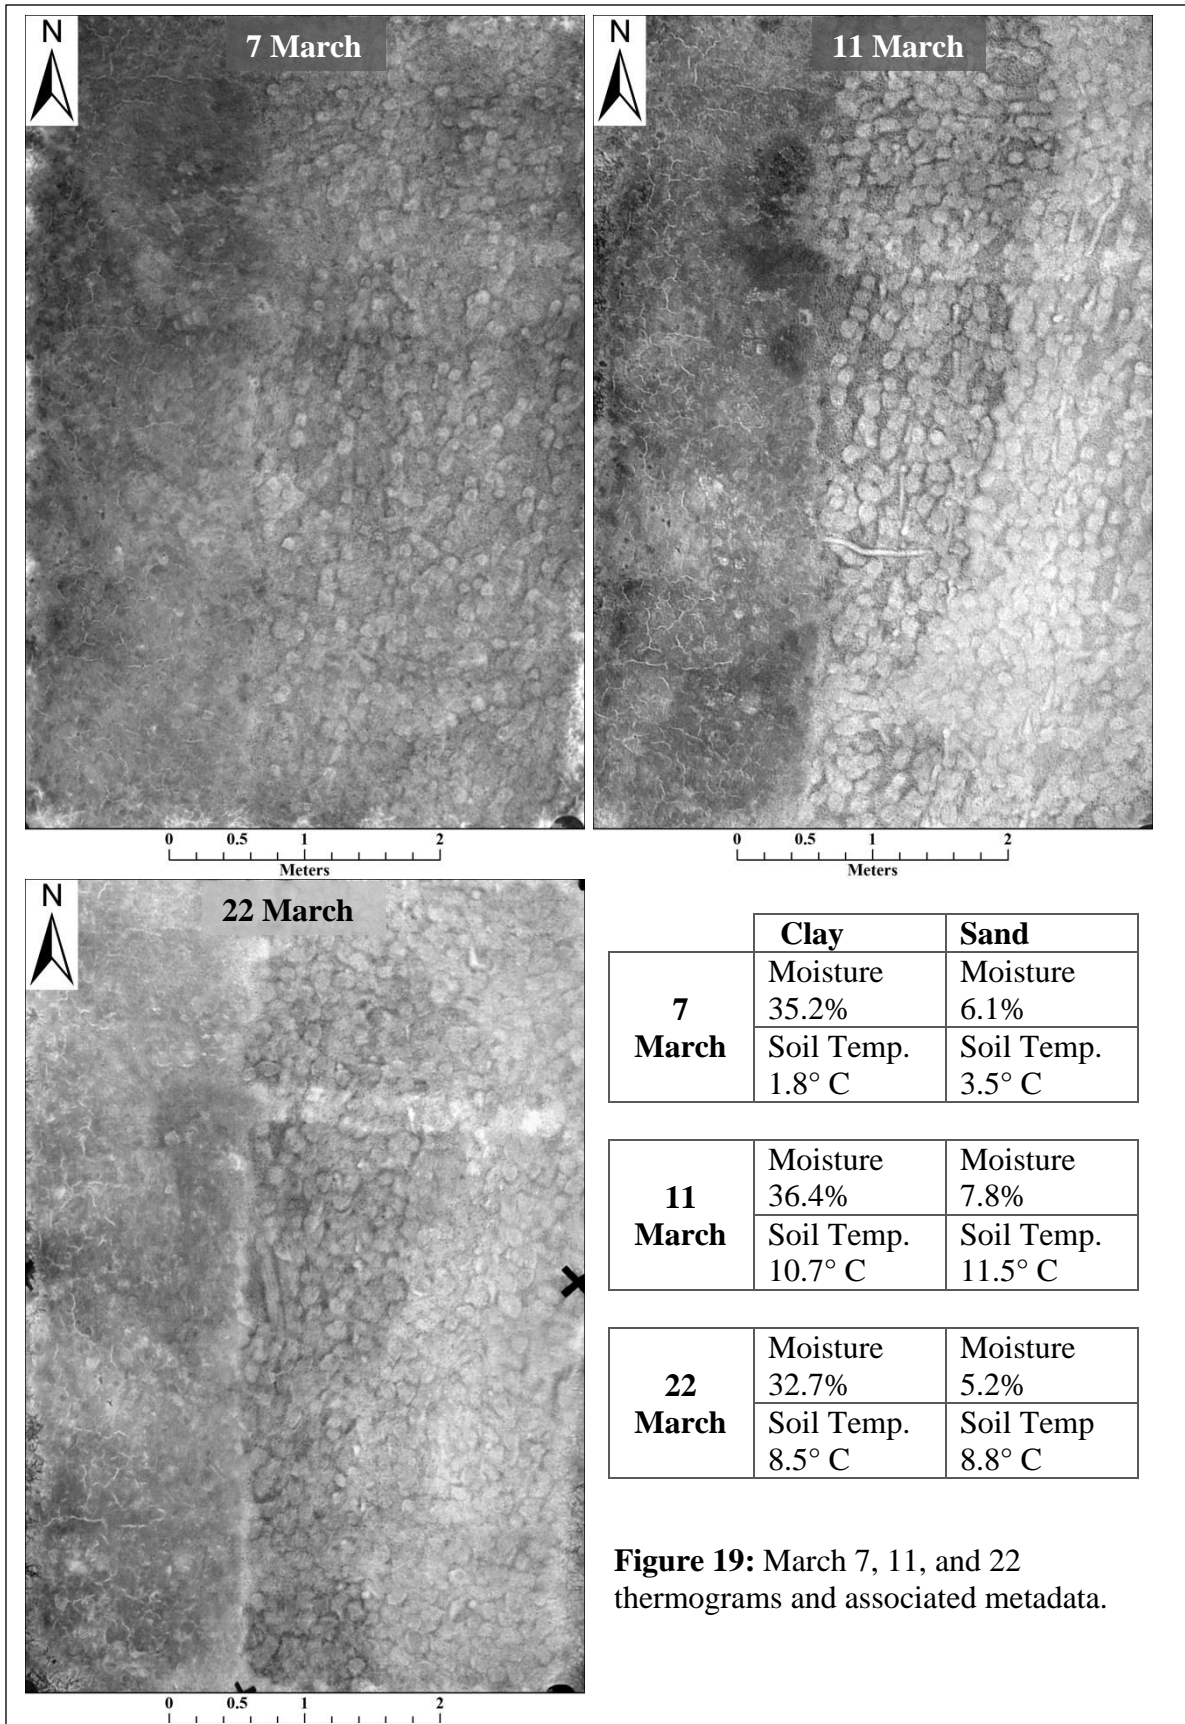 N
7 March
0 0.5 1 2
Meters
N
11 March
0 0.5 1 2
Meters
N
22 March
0 0.5 1 2
Clay Sand
7
March
Moisture
35.2%
Moisture
6.1%
Soil Temp.
1.8° C
Soil Temp.
3.5° C
11
March
Moisture
36.4%
Moisture
7.8%
Soil Temp.
10.7° C
Soil Temp.
11.5° C
22
March
Moisture
32.7%
Moisture
5.2%
Soil Temp.
8.5° C
Soil Temp
8.8° C
Figure 19: March 7, 11, and 22
thermograms and associated metadata.